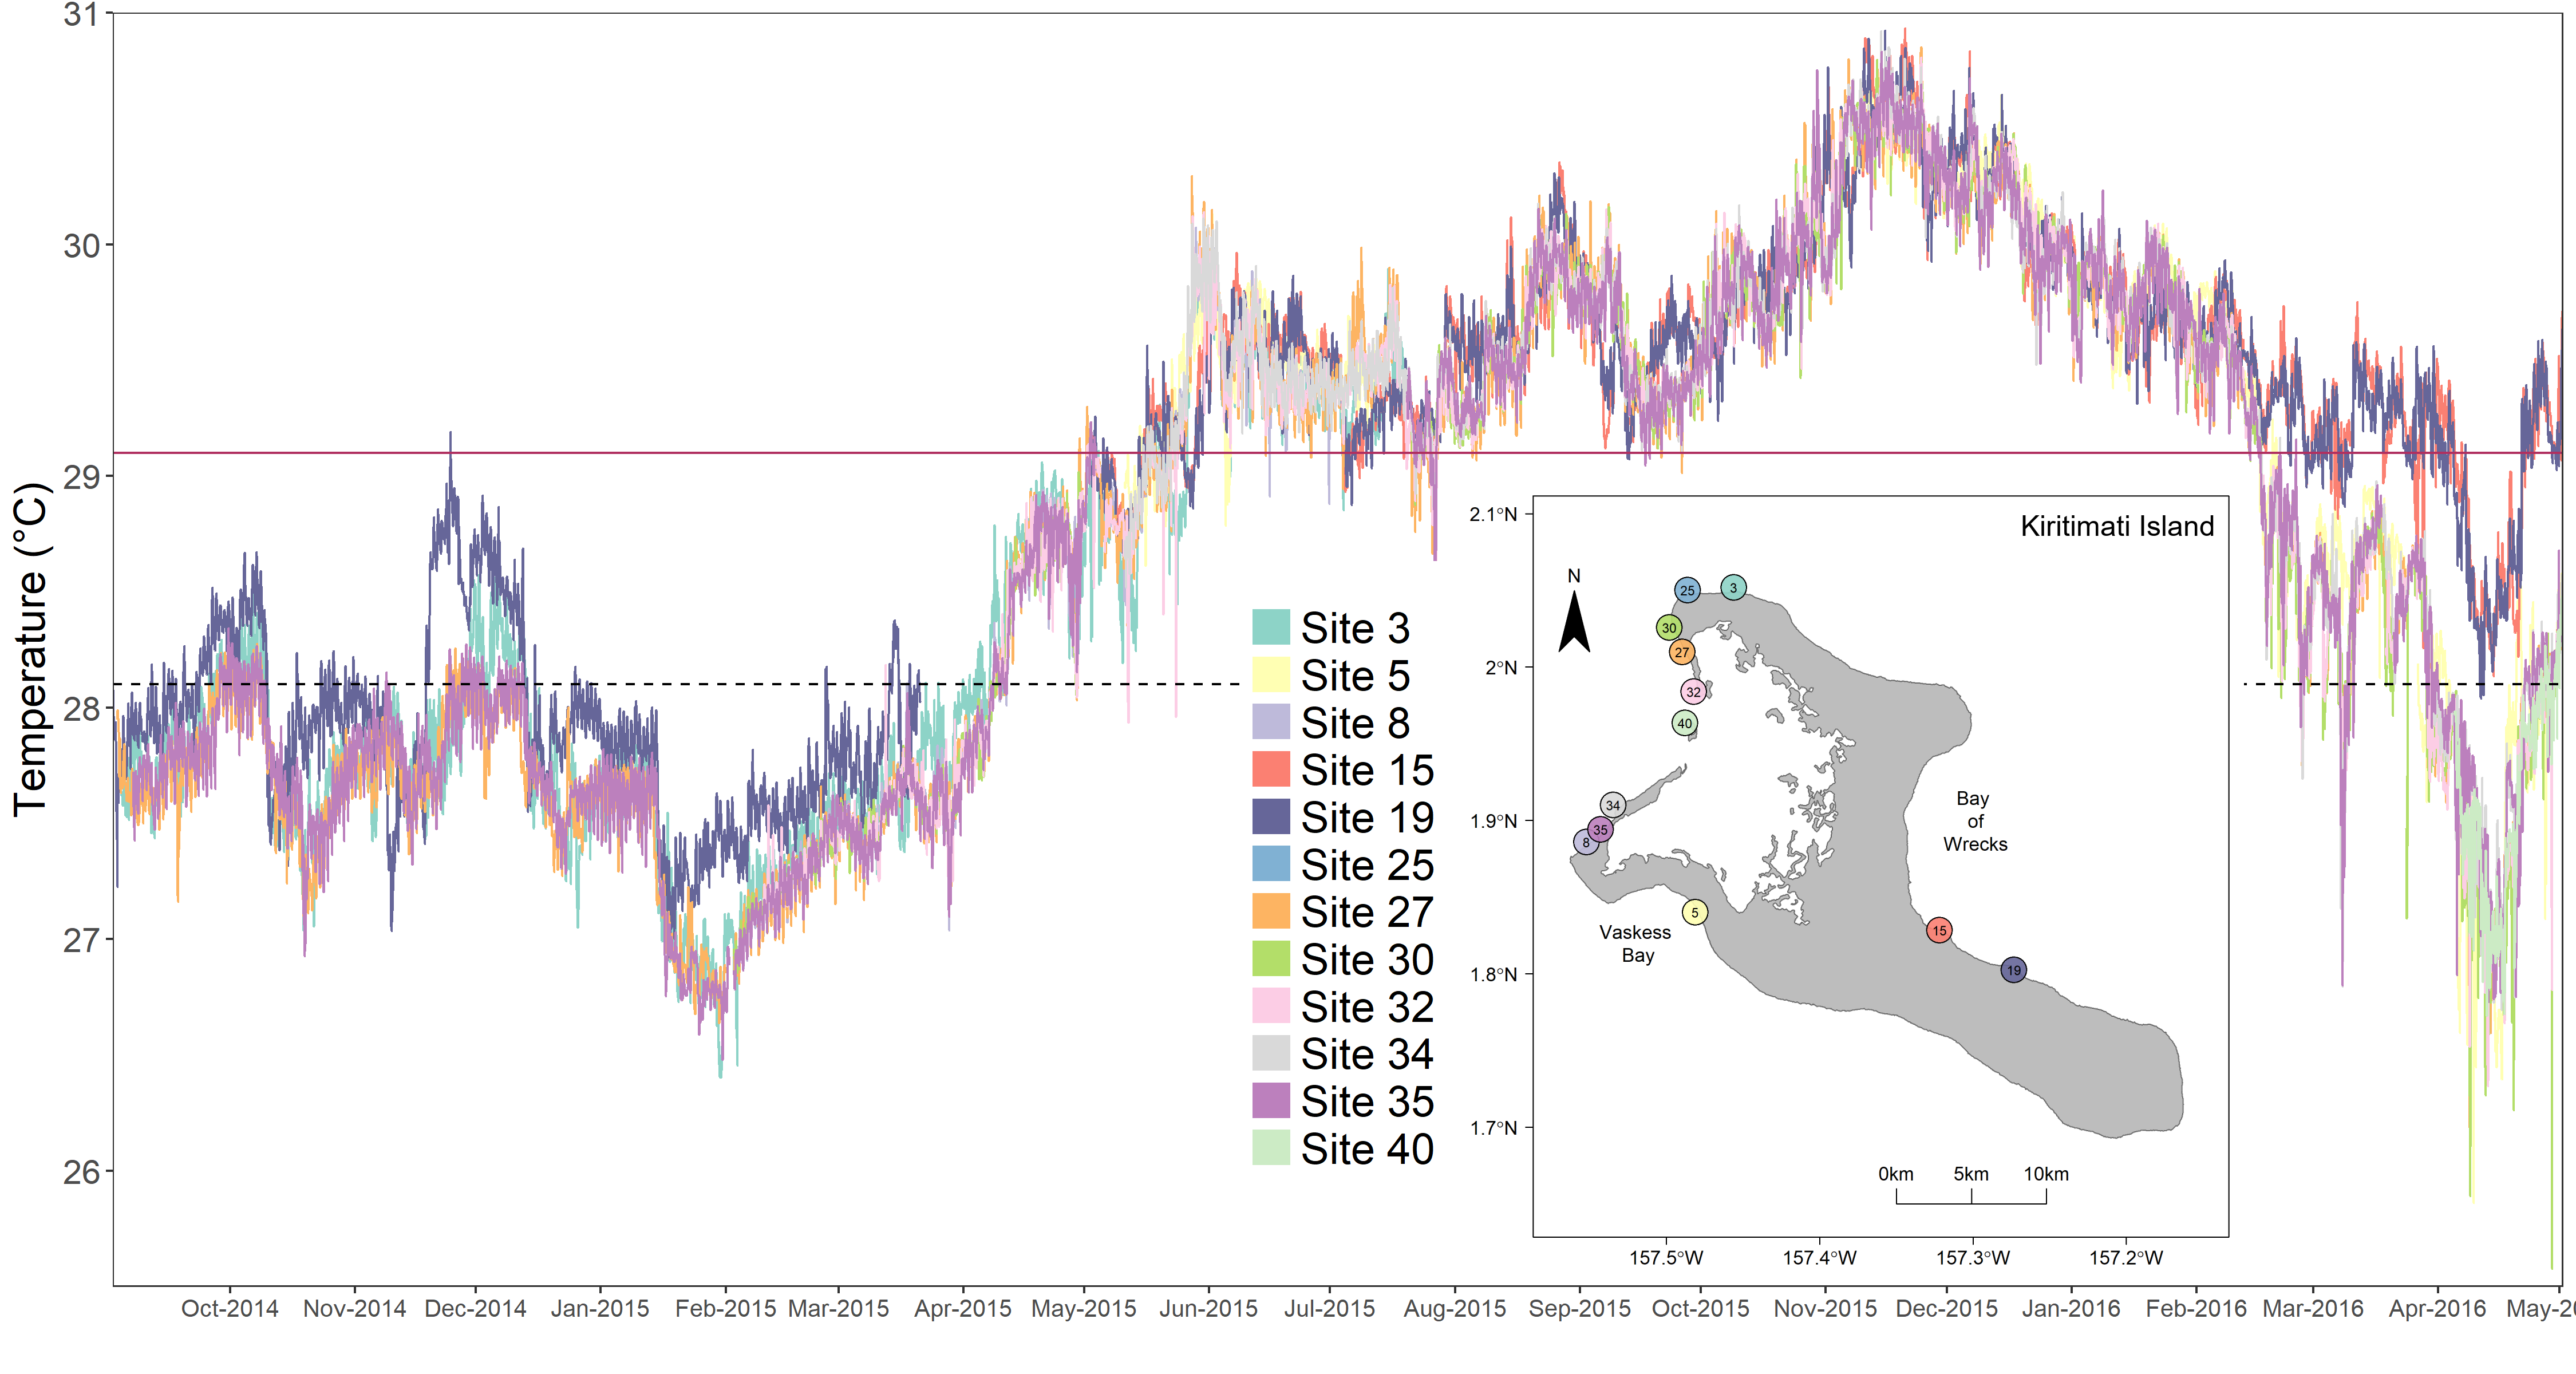 31
30
29
28
27
26
Temperature (°C)
Oct-2014 Nov-2014 Dec-2014 Jan-2015 Feb-2015 Mar-2015 Apr-2015 May-2015 Jun-2015 Jul-2015 Aug-2015 Sep-2015 Oct-2015 Nov-2015 Dec-2015 Jan-2016 Feb-2016 Mar-2016 Apr-2016 May-20
Site 3
Site 5
Site 8
Site 15
Site 19
Site 25
Site 27
Site 30
Site 32
Site 34
Site 35
Site 40
Kiritimati Island
2.1°N
2°N
1.9°N
1.8°N
1.7°N
N
25
3
30
27
32
40
34
35
8
5
15
19
Bay
of
Wrecks
Vaskess
Bay
0km 5km 10km
157.5°W 157.4°W 157.3°W 157.2°W